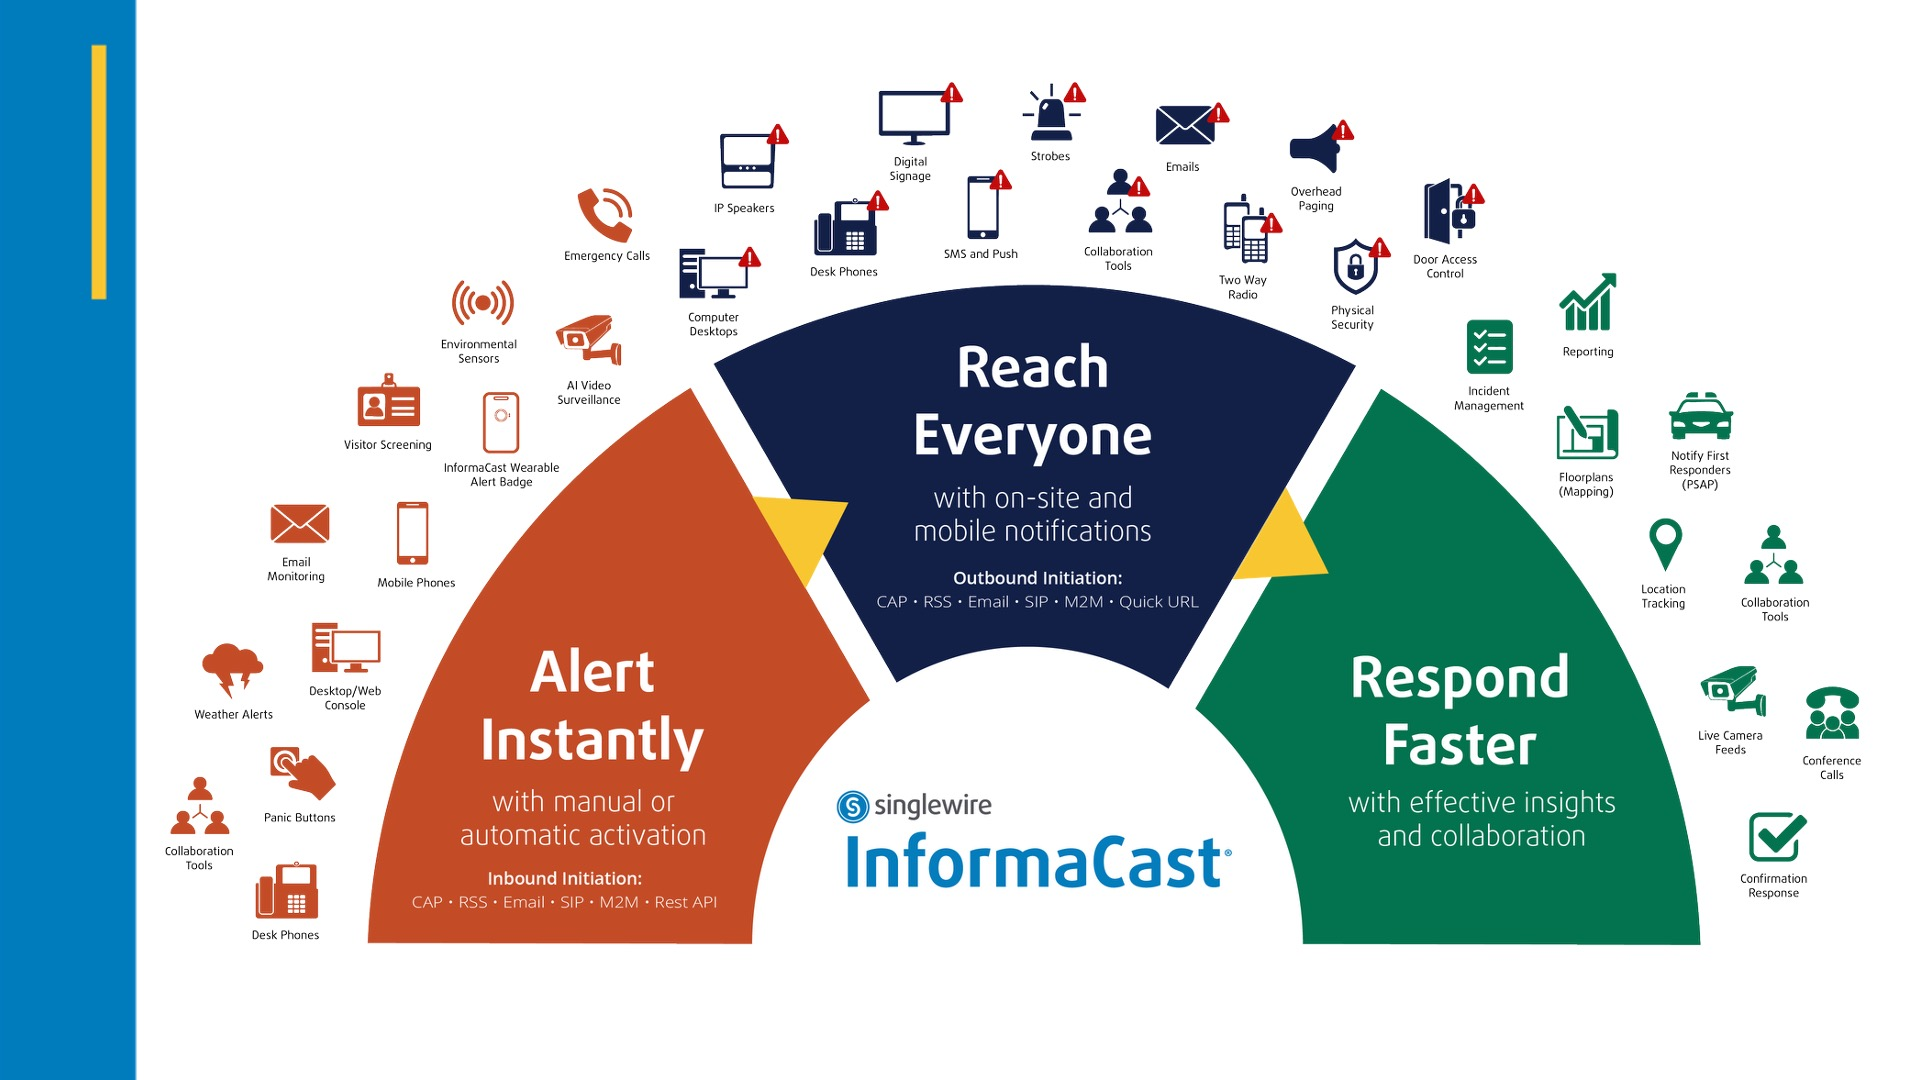 Alert
Instantly
with manual or
automatic activation
Inbound Initiation:
CAP • RSS • Email • SIP • M2M • Rest API
Desk Phones
Collaboration
Tools
Panic Buttons
Weather Alerts
Desktop/Web
Console
Email
Monitoring
Mobile Phones
Visitor Screening
InformaCast Wearable
Alert Badge
Environmental
Sensors
AI Video
Surveillance
Emergency Calls
Reach
Everyone
with on-site and
mobile notifications
Outbound Initiation:
CAP • RSS • Email • SIP • M2M • Quick URL
Computer
Desktops
IP Speakers
Desk Phones
Digital
Signage
SMS and Push
Strobes
Collaboration
Tools
Emails
Two Way
Radio
Overhead
Paging
Physical
Security
Door Access
Control
Respond
Faster
with effective insights
and collaboration
Incident
Management
Reporting
Floorplans
(Mapping)
Notify First
Responders
(PSAP)
Location
Tracking
Collaboration
Tools
Live Camera
Feeds
Conference
Calls
Confirmation
Response
S singlewire
InformaCast®